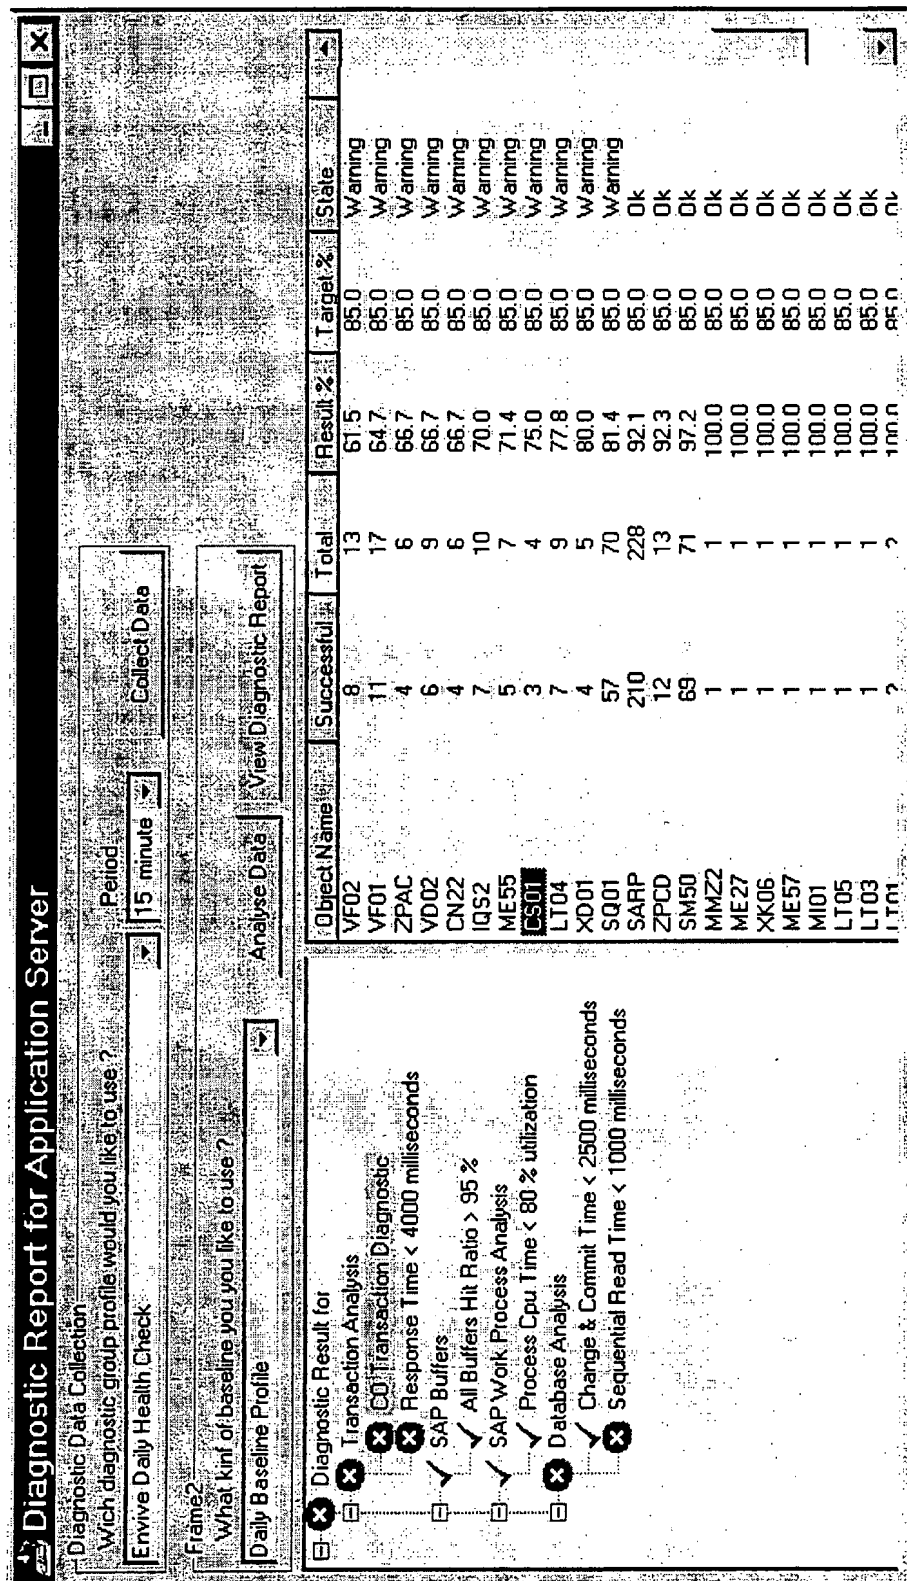 Diagnostic Report for Application Server
Diagnostic Data Collection
Wich diagnostic group profile would you like to use ?
Period
Envive Daily Health Check
15 minute
Collect Data
Frame2
What kinf of baseline you you like to use ?
Daily Baseline Profile
Analyse Data
View Diagnostic Report
Diagnostic Result for
Transaction Analysis
CO Transaction Diagnostic
Response Time < 4000 milliseconds
SAP Buffers
All Buffers Hit Ratio > 95 %
SAP Work Process Analysis
Process Cpu Time < 80 % utilization
Database Analysis
Change & Commit Time < 2500 milliseconds
Sequential Read Time < 1000 milliseconds
Object Name Successful Total Result % Target % State
VF02 8 13 61.5 85.0 Warning
VF01 11 17 64.7 85.0 Warning
ZPAC 4 6 66.7 85.0 Warning
VD02 6 9 66.7 85.0 Warning
CN22 4 6 66.7 85.0 Warning
IQS2 7 10 70.0 85.0 Warning
ME55 5 7 71.4 85.0 Warning
CS01 3 4 75.0 85.0 Warning
LT04 7 9 77.8 85.0 Warning
XD01 4 5 80.0 85.0 Warning
SQ01 57 70 81.4 85.0 Warning
SARP 210 228 92.1 85.0 Ok
ZPCD 12 13 92.3 85.0 Ok
SM50 69 71 97.2 85.0 Ok
MMZ2 1 1 100.0 85.0 Ok
ME27 1 1 100.0 85.0 Ok
XK06 1 1 100.0 85.0 Ok
ME57 1 1 100.0 85.0 Ok
MI01 1 1 100.0 85.0 Ok
LT05 1 1 100.0 85.0 Ok
LT03 1 1 100.0 85.0 Ok
LT01 100.0 85.0 Ok